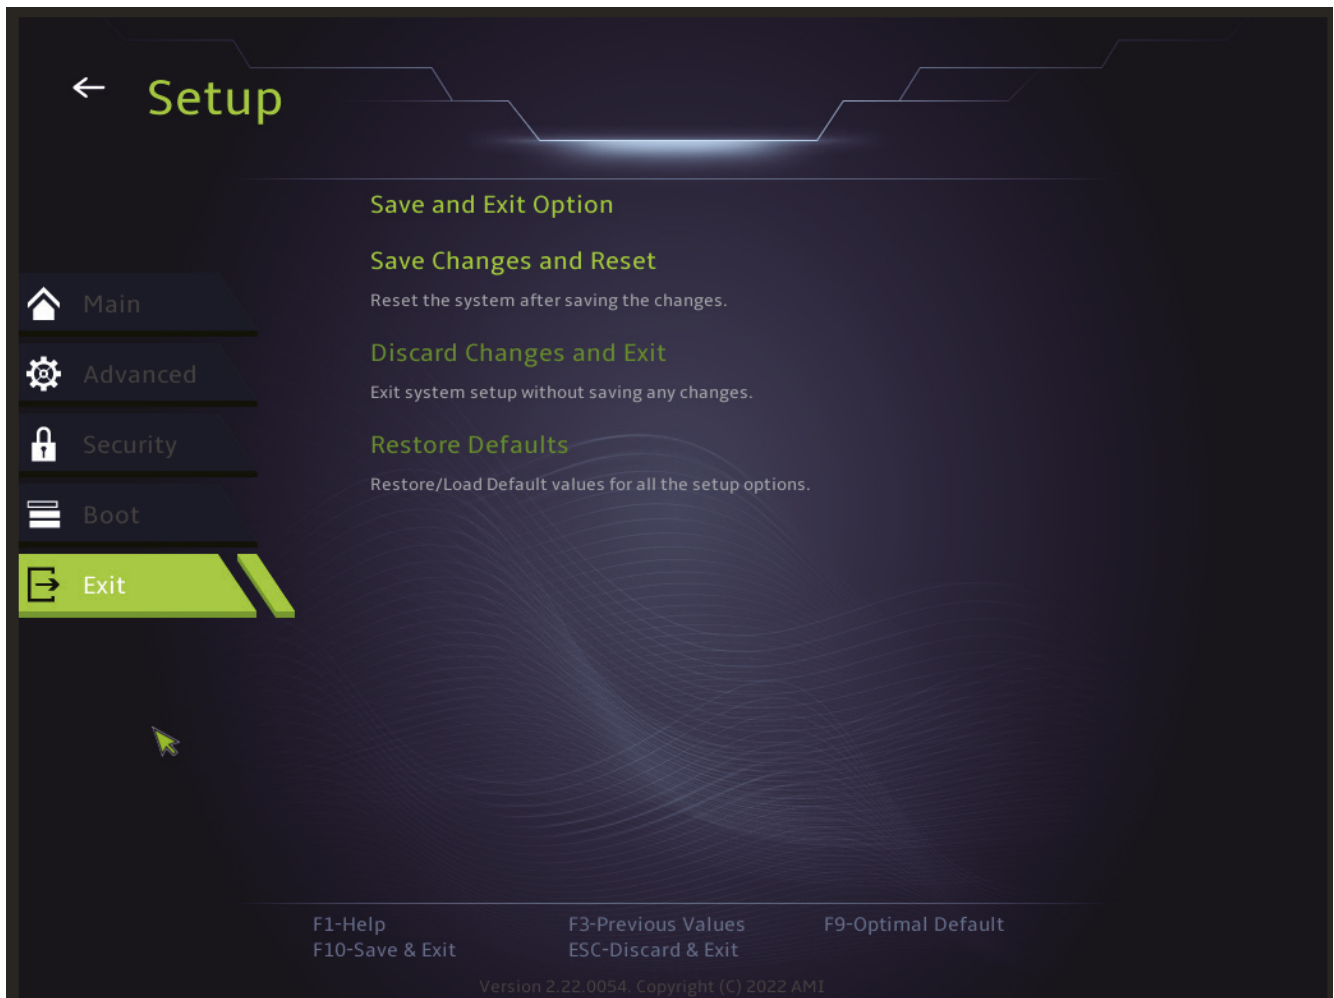 Setup
Save and Exit Option
Save Changes and Reset
Reset the system after saving the changes.
Discard Changes and Exit
Exit system setup without saving any changes.
Restore Defaults
Restore/Load Default values for all the setup options.
Main
Advanced
Security
Boot
Exit
F1-Help
F3-Previous Values
F9-Optimal Default
F10-Save & Exit
ESC-Discard & Exit
Version 2.22.0054. Copyright (C) 2022 AMI